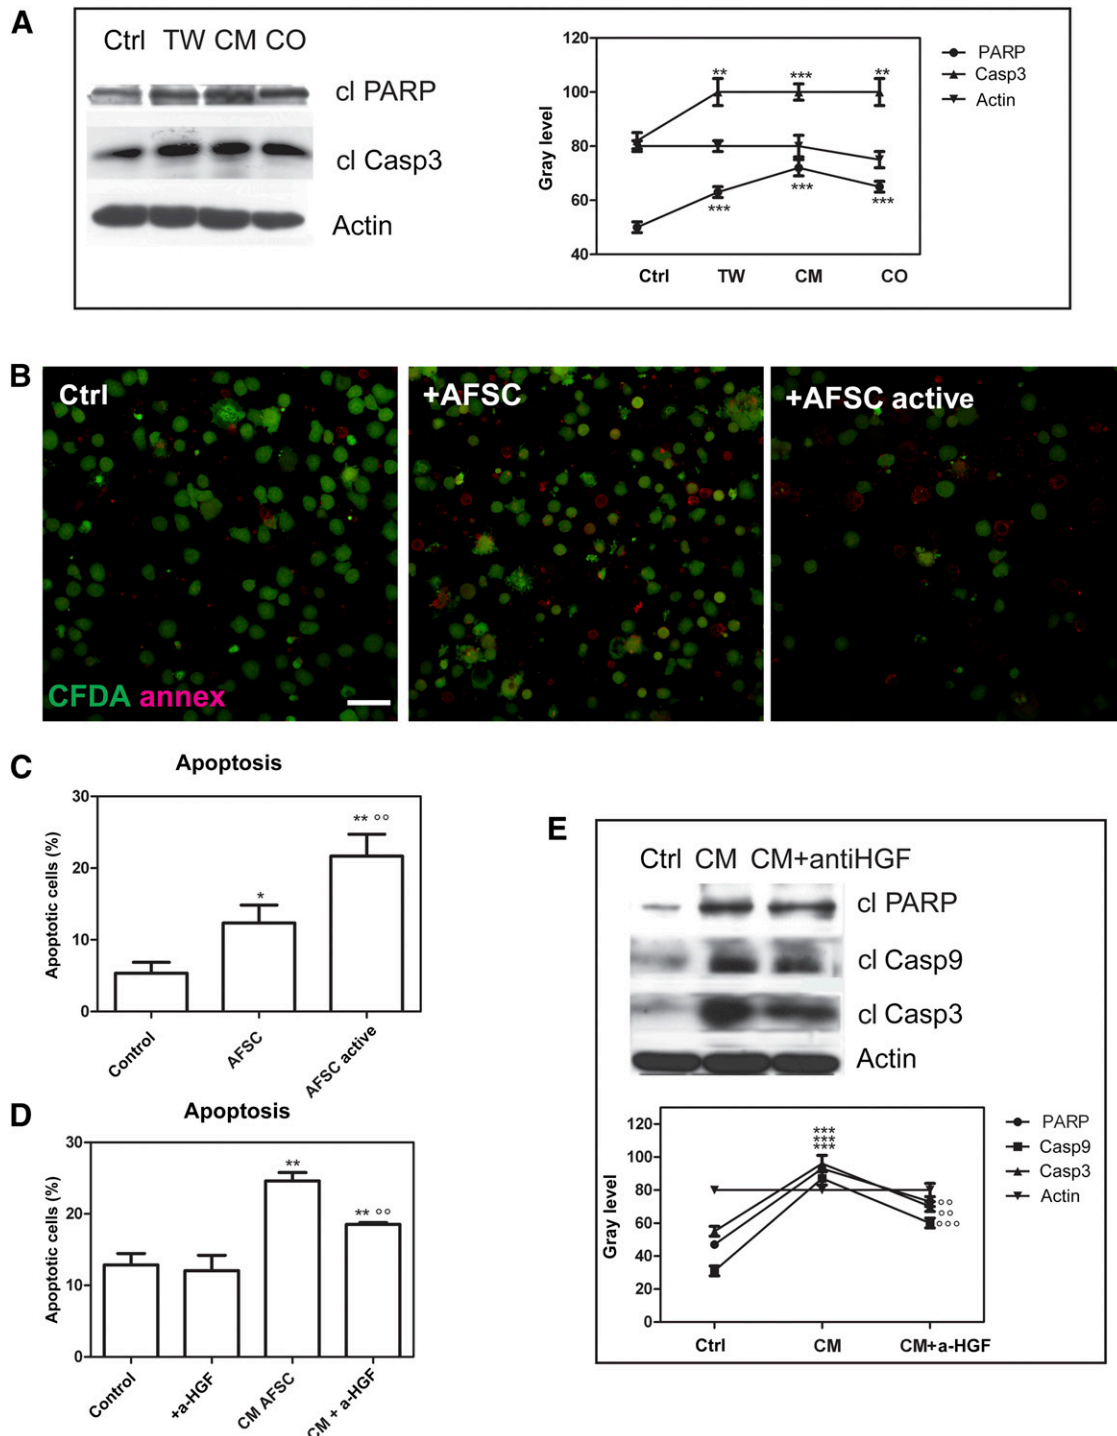 A
Ctrl TW CM CO
cl PARP
cl Casp3
Actin
120
100
80
60
40
Gray level
** *** **
*** *** ***
Ctrl TW CM CO
PARP
Casp3
Actin
B
Ctrl
+AFSC
+AFSC active
CFDA annex
C
Apoptosis
30
20
10
0
Apoptotic cells (%)
*
** °°
Control
AFSC
AFSC active
D
Apoptosis
30
20
10
0
Apoptotic cells (%)
**
** °°
Control
+a-HGF
CM AFSC
CM + a-HGF
E
Ctrl CM CM+antiHGF
cl PARP
cl Casp9
cl Casp3
Actin
120
100
80
60
40
20
0
Gray level
***
***
***
°°
°°
°°°
Ctrl CM CM+a-HGF
PARP
Casp9
Casp3
Actin